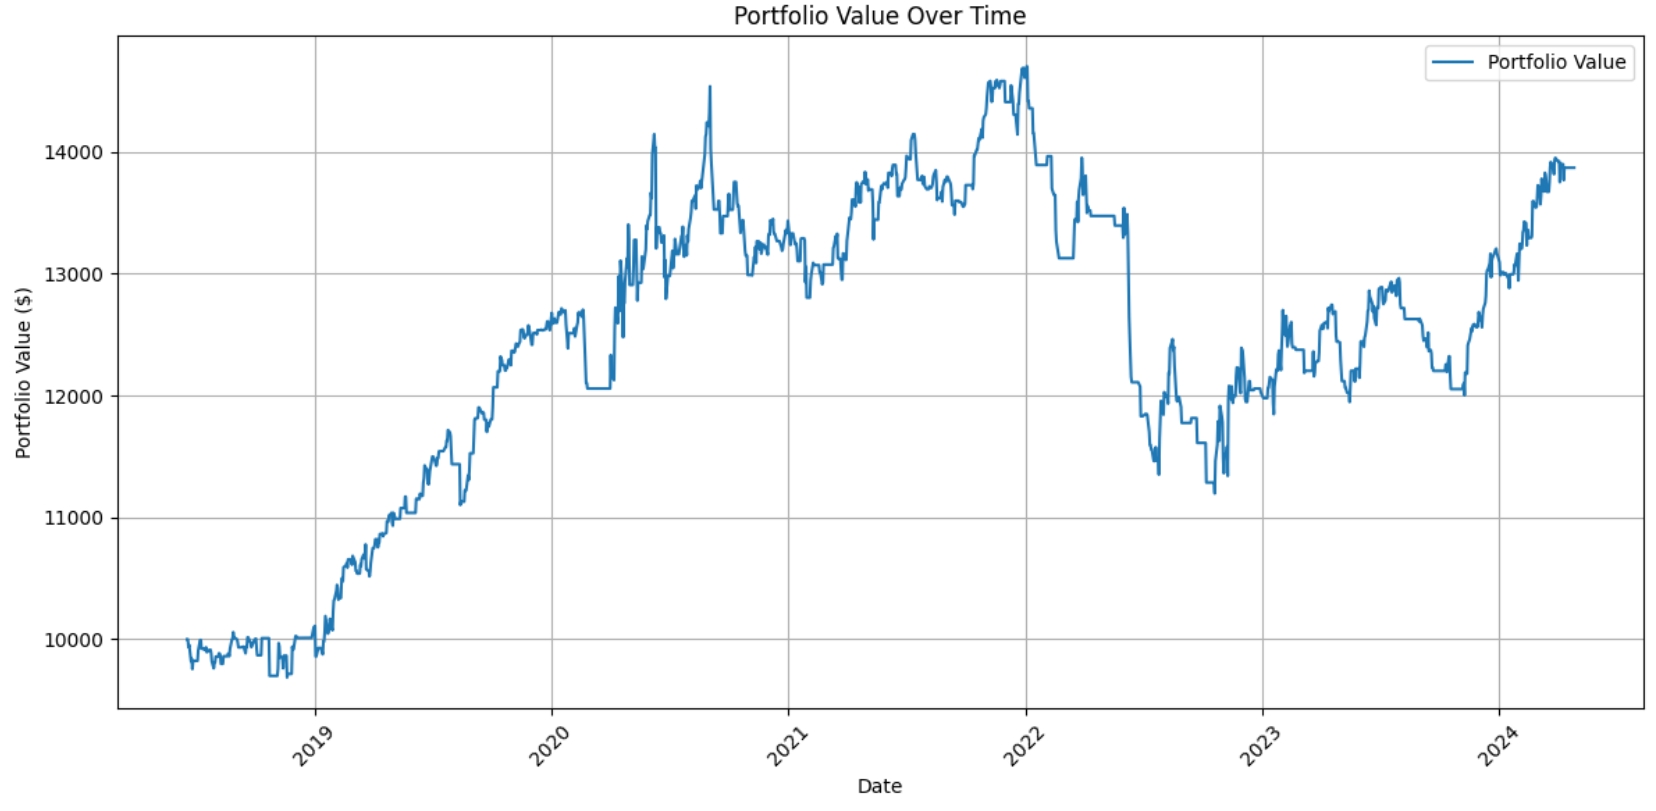 Portfolio Value Over Time
Portfolio Value
Portfolio Value ($)
14000
13000
12000
11000
10000
2019
2020
2021
2022
2023
2024
Date